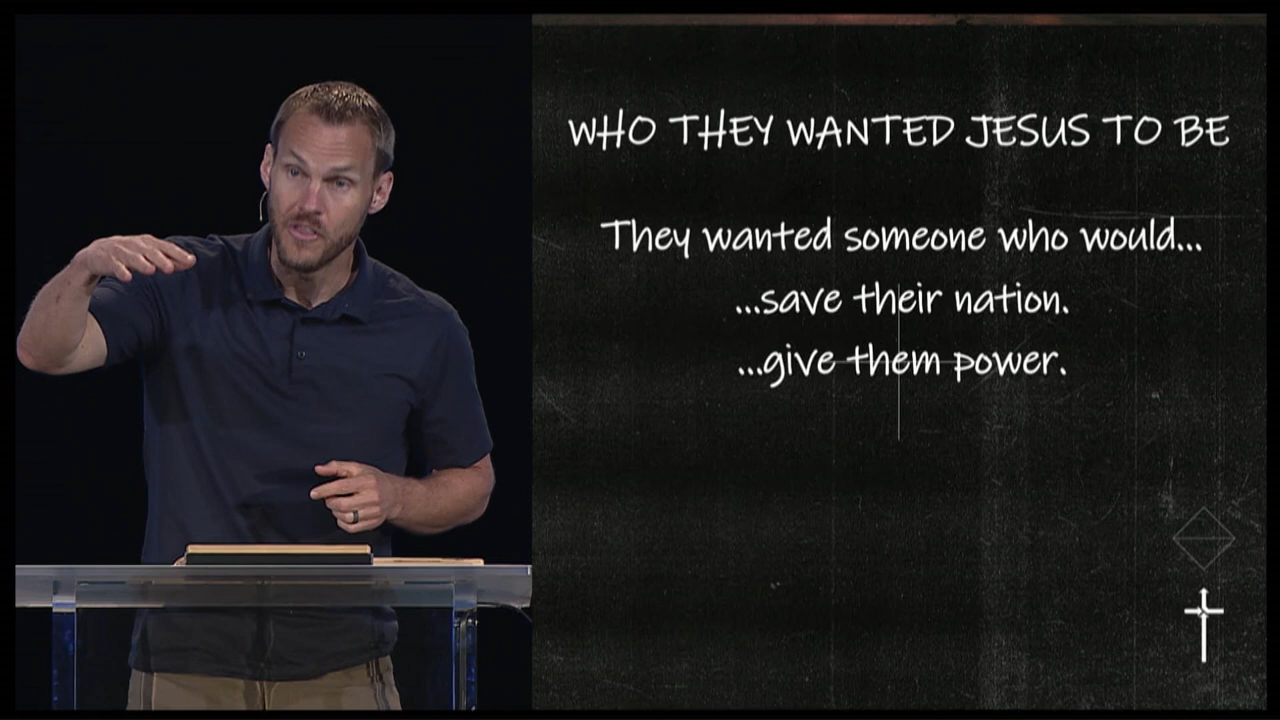 WHO THEY WANTED JESUS TO BE
They wanted someone who would...
...save their nation.
...give them power.